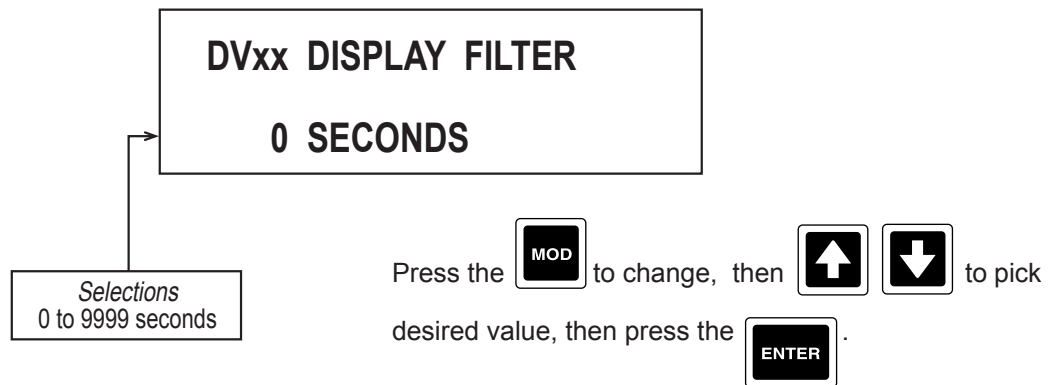 DVxx DISPLAY FILTER
0 SECONDS
Selections
0 to 9999 seconds
Press the MOD to change, then to pick
desired value, then press the ENTER .